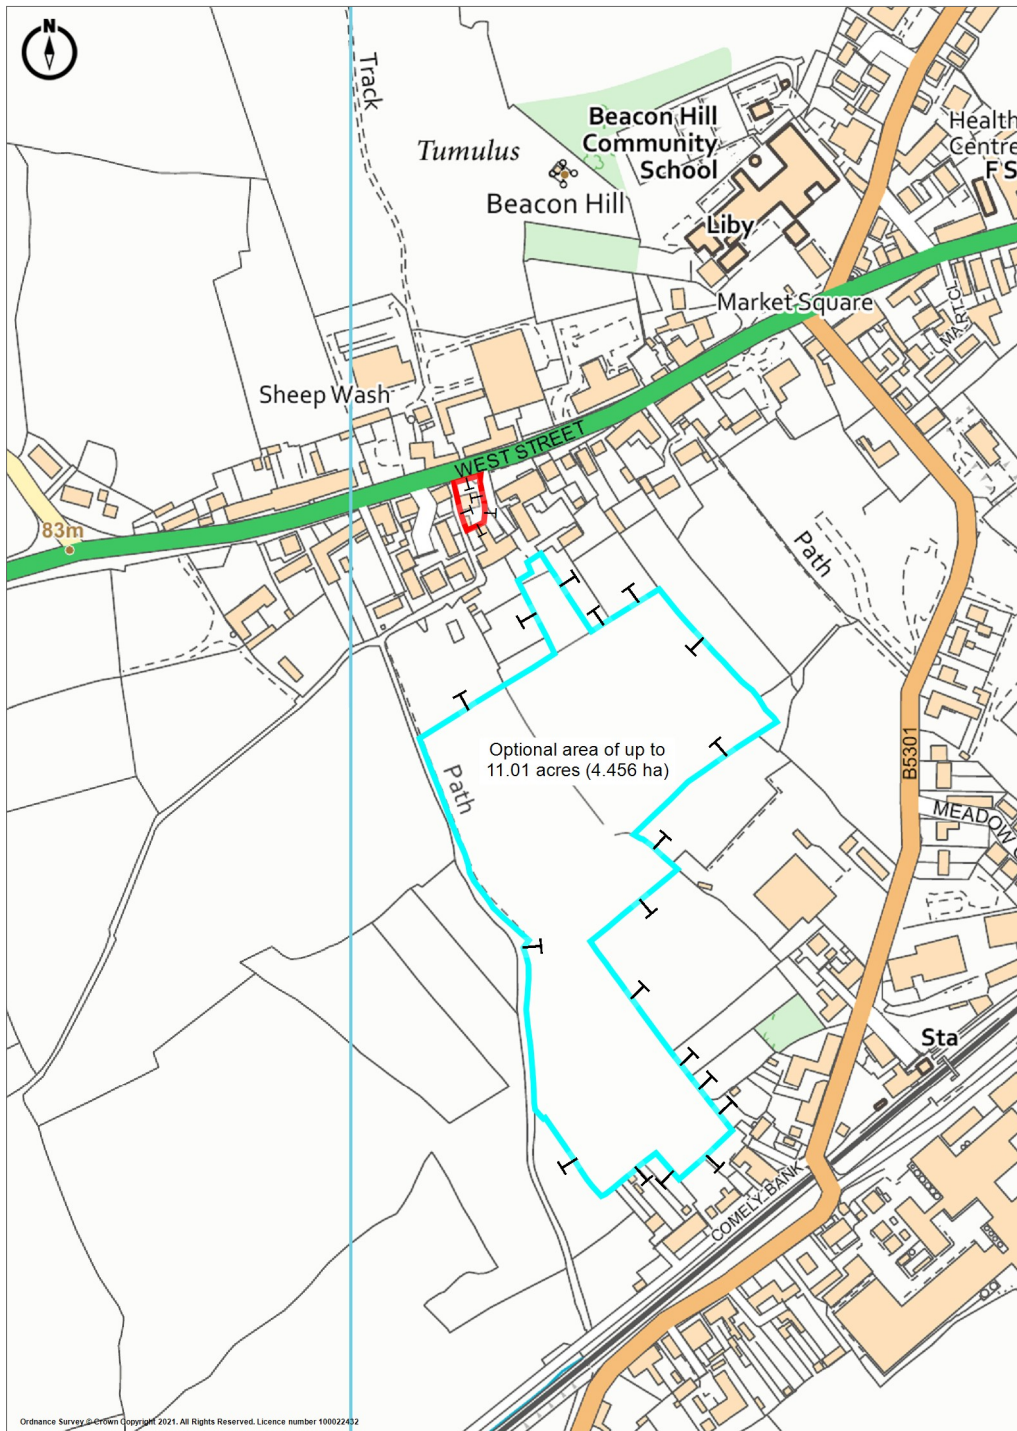 N
Track
Tumulus
Beacon Hill
Beacon Hill
Community
School
Liby
Health
Centre
F S
Market Square
Sheep Wash
WEST STREET
83m
Path
Optional area of up to
11.01 acres (4.456 ha)
Path
B5301
MEADOW
Sta
COMELY BANK
Ordnance Survey © Crown Copyright 2021. All Rights Reserved. Licence number 100022432